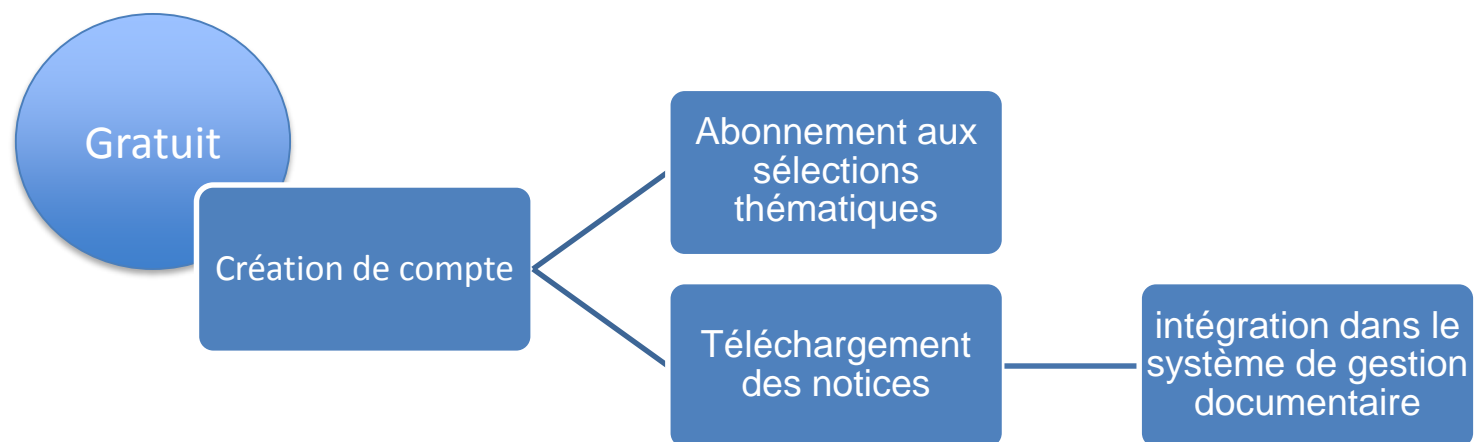 Gratuit
Création de compte
Abonnement aux
sélections
thématiques
Téléchargement
des notices
intégration dans le
système de gestion
documentaire